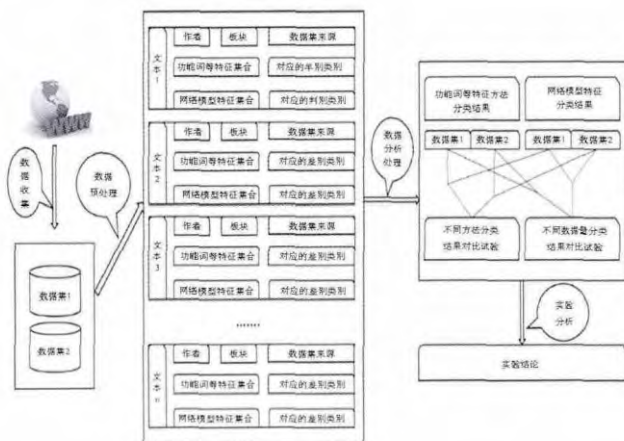 WWW
数据收集
数据
预处理
数据集1
数据集2
文本1
作者 板块 数据集来源
功能词等特征集合 对应的半别类别
网络模型特征集合 对应的判别类别
文本2
作者 板块 数据集来源
功能词等特征集合 对应的差别类别
网络模型特征集合 对应的差别类别
文本3
作者 板块 数据集来源
功能词等特征集合 对应的差别类别
网络模型特征集合 对应的差别类别
.......
文本n
作者 板块 数据集来源
功能词等特征集合 对应的差别类别
网络模型特征集合 对应的差别类别
数据
分析
处理
功能词等特征方法
分类结果
网络模型特征
分类结果
数据集1 数据集2 数据集1 数据集2
不同方法分类
结果对比试验
不同数据量分类
结果对比试验
实验
分析
实验结论